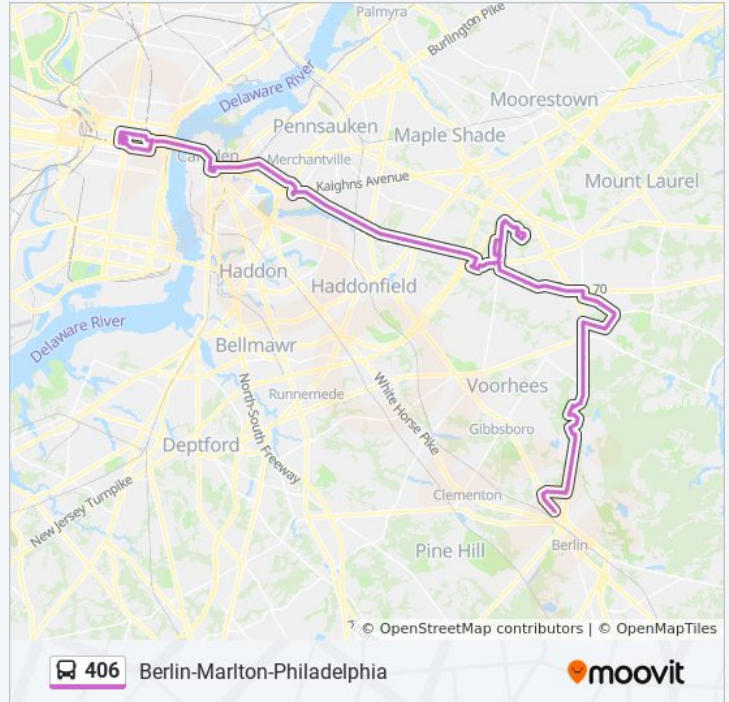 Palmyra
Burlington Pike
Delaware River
Moorestown
Pennsauken
Maple Shade
Camden
Merchantville
Kaighns Avenue
Mount Laurel
Haddon
Haddonfield
70
Delaware River
Bellmawr
Voorhees
Runnemede
White Horse Pike
North-South Freeway
Gibbsboro
Deptford
New Jersey Turnpike
Clementon
Pine Hill
Berlin
© OpenStreetMap contributors | © OpenMapTiles
406 Berlin-Marlton-Philadelphia
moovit